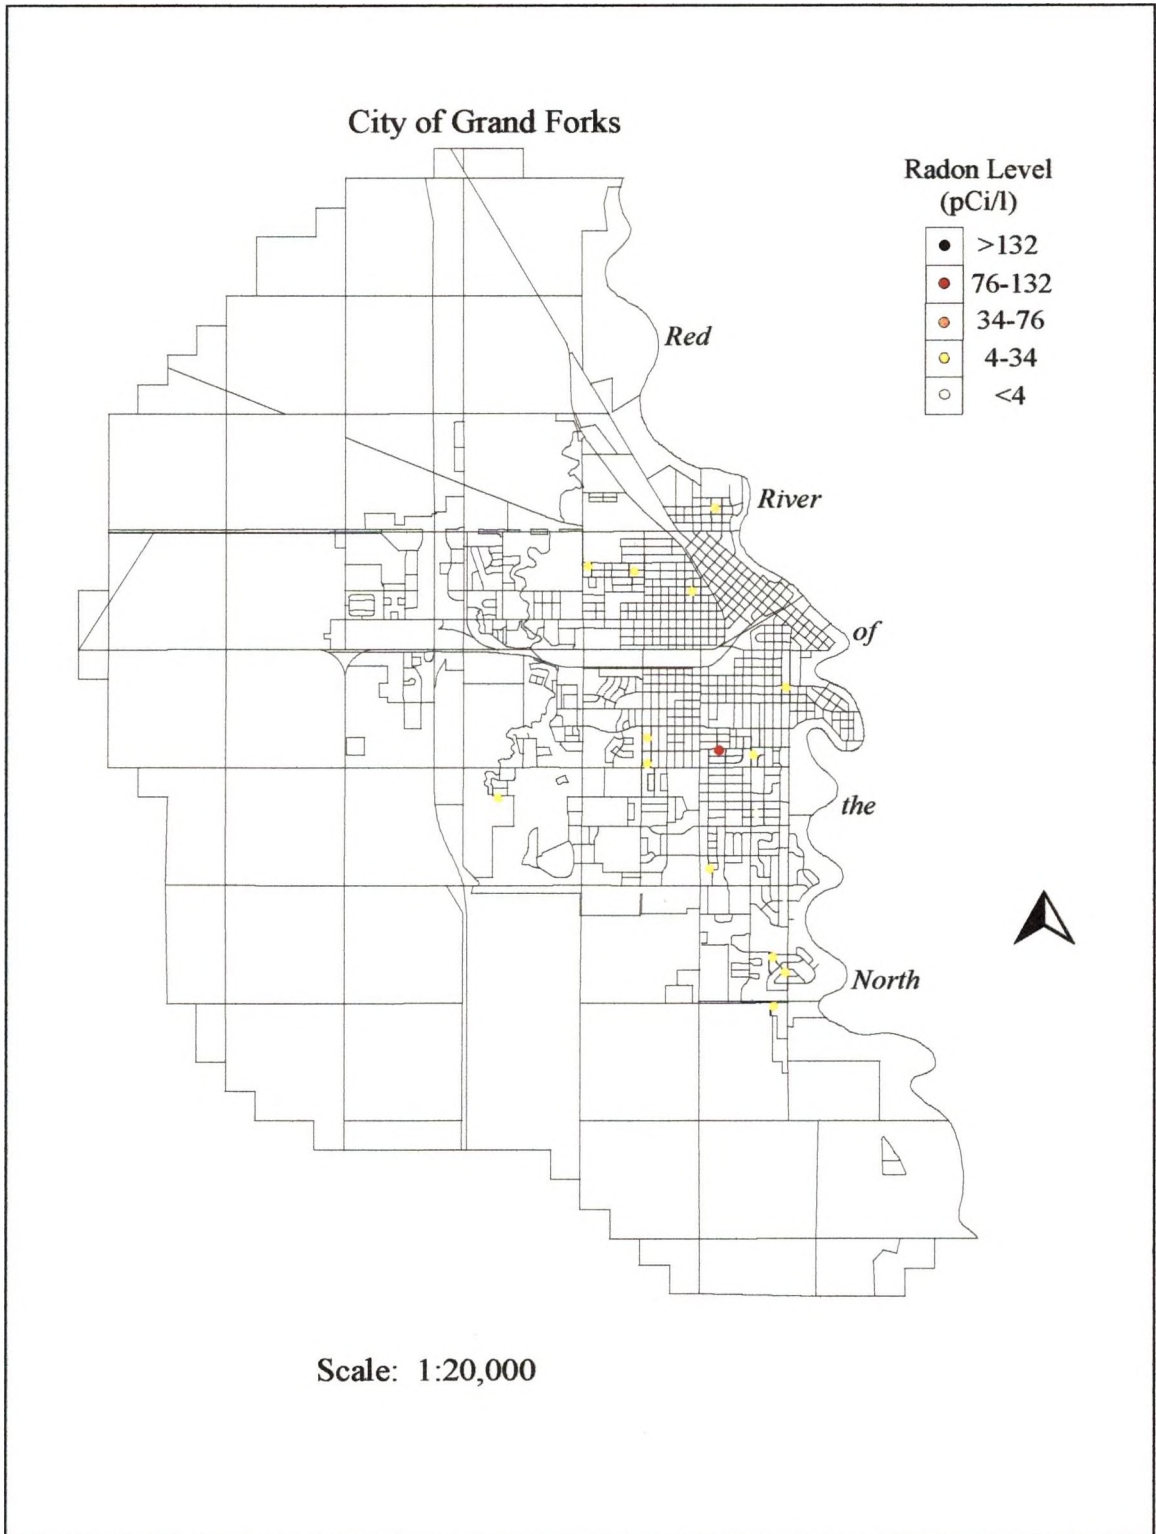 City of Grand Forks
Radon Level
(pCi/l)
>132
76-132
34-76
4-34
<4
Red
River
of
the
North
Scale: 1:20,000